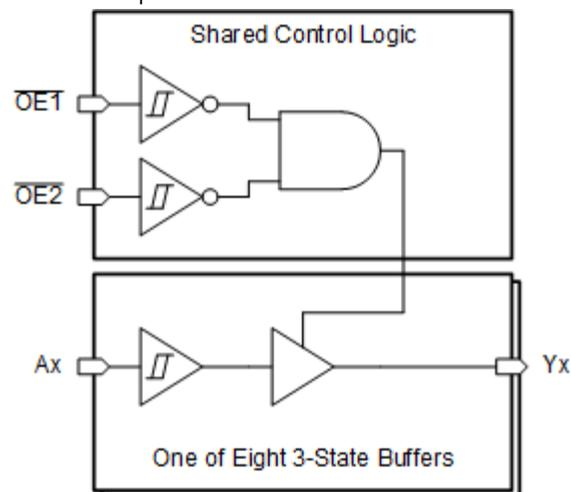 Shared Control Logic
OE1
OE2
Ax
Yx
One of Eight 3-State Buffers